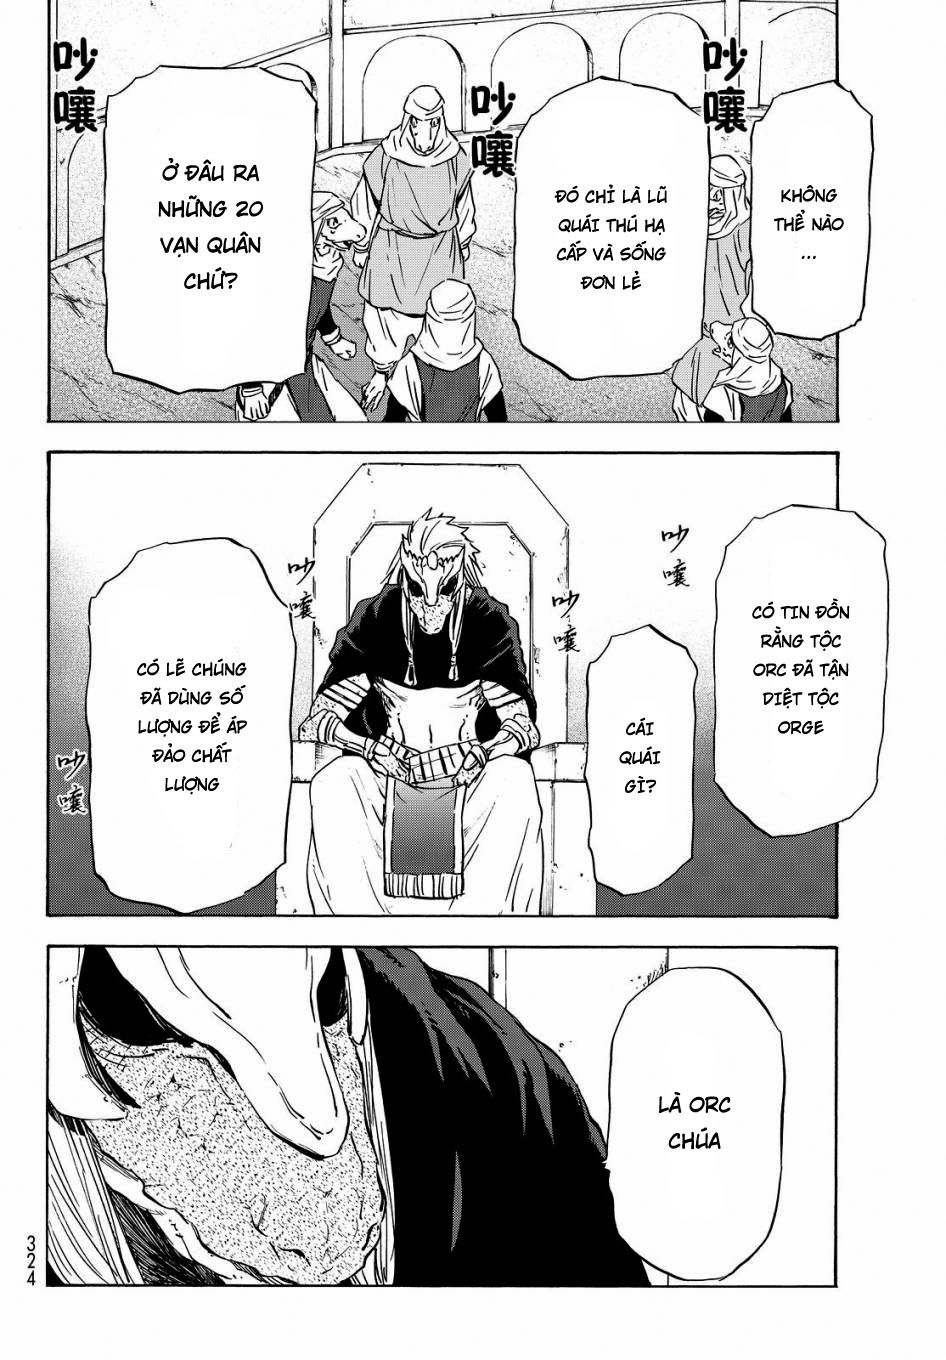 KHÔNG
THỂ NÀO
...
吵
嚷
ĐÓ CHỈ LÀ LŨ
QUÁI THÚ HẠ
CẤP VÀ SỐNG
ĐƠN LẺ
吵
嚷
Ở ĐÂU RA
NHỮNG 20
VẠN QUÂN
CHỨ?
吵
嚷
CÓ TIN ĐỒN
RẰNG TỘC
ORC ĐÃ TẬN
DIỆT TỘC
ORGE
吵
嚷
CÁI
QUÁI
GÌ?
吵
嚷
吵
嚷
CÓ LẼ CHÚNG
ĐÃ DÙNG SỐ
LƯỢNG ĐỂ ÁP
ĐẢO CHẤT
LƯỢNG
吵
嚷
LÀ ORC
CHÚA
324